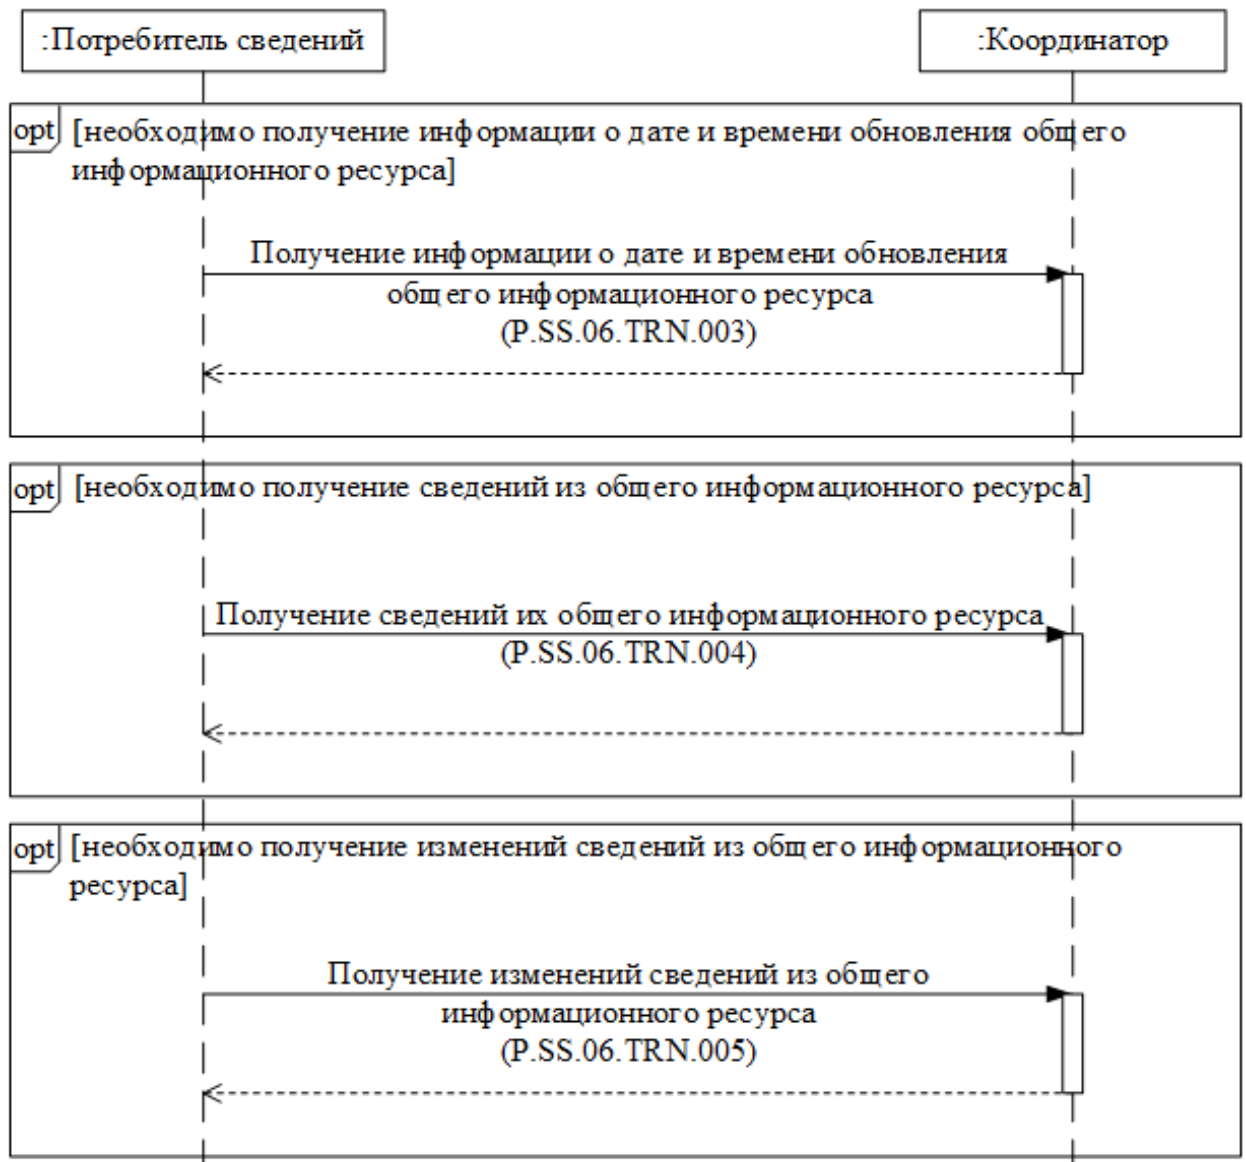 :Потребитель сведений
:Координатор
opt
[необходимо получение информации о дате и времени обновления общего
информационного ресурса]
Получение информации о дате и времени обновления
общего информационного ресурса
(P.SS.06.TRN.003)
opt
[необходимо получение сведений из общего информационного ресурса]
Получение сведений их общего информационного ресурса
(P.SS.06.TRN.004)
opt
[необходимо получение изменений сведений из общего информационного
ресурса]
Получение изменений сведений из общего
информационного ресурса
(P.SS.06.TRN.005)